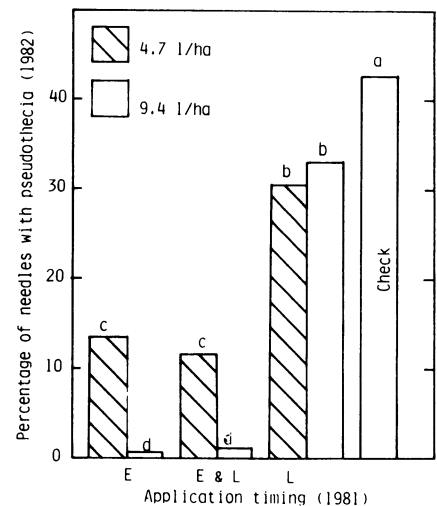 Percentage of needles with pseudothecia (1982)
40
30
20
10
0
4.7 l/ha
9.4 l/ha
c
d
c
d
b
b
a
Check
E
E & L
L
Application timing (1981)